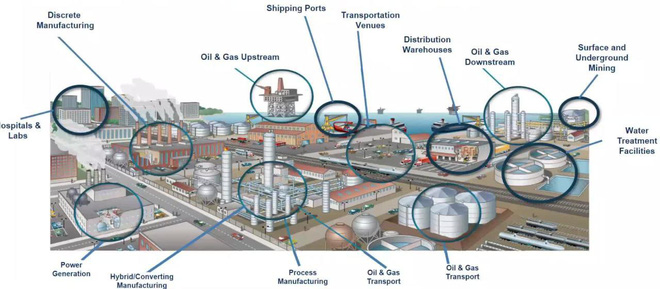 Discrete
Manufacturing
Shipping Ports
Transportation
Venues
Distribution
Warehouses
Oil & Gas Upstream
Oil & Gas
Downstream
Surface and
Underground
Mining
ospitals &
Labs
Water
Treatment
Facilities
Power
Generation
Hybrid/Converting
Manufacturing
Process
Manufacturing
Oil & Gas
Transport
Oil & Gas
Transport